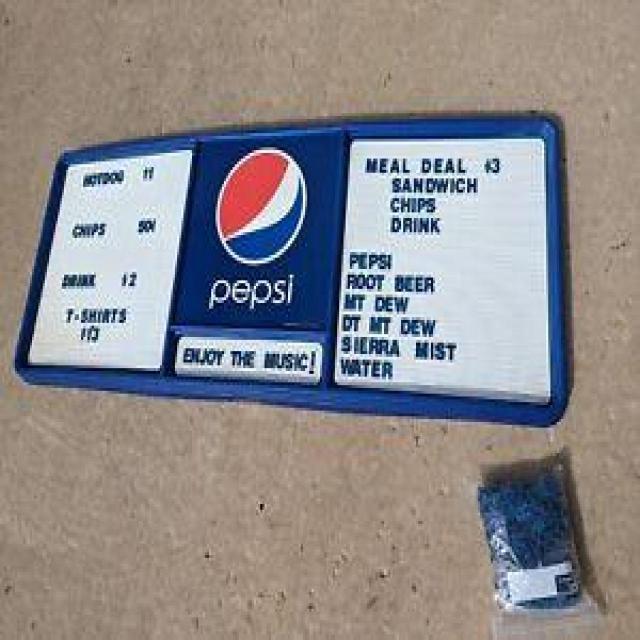 HOTDOG $1
CHIPS 50¢
DRINK $2
T-SHIRTS
pepsi
ENJOY THE MUSIC!
MEAL DEAL $3
SANDWICH
CHIPS
DRINK
PEPSI
ROOT BEER
MT DEW
DT MT DEW
SIERRA MIST
WATER